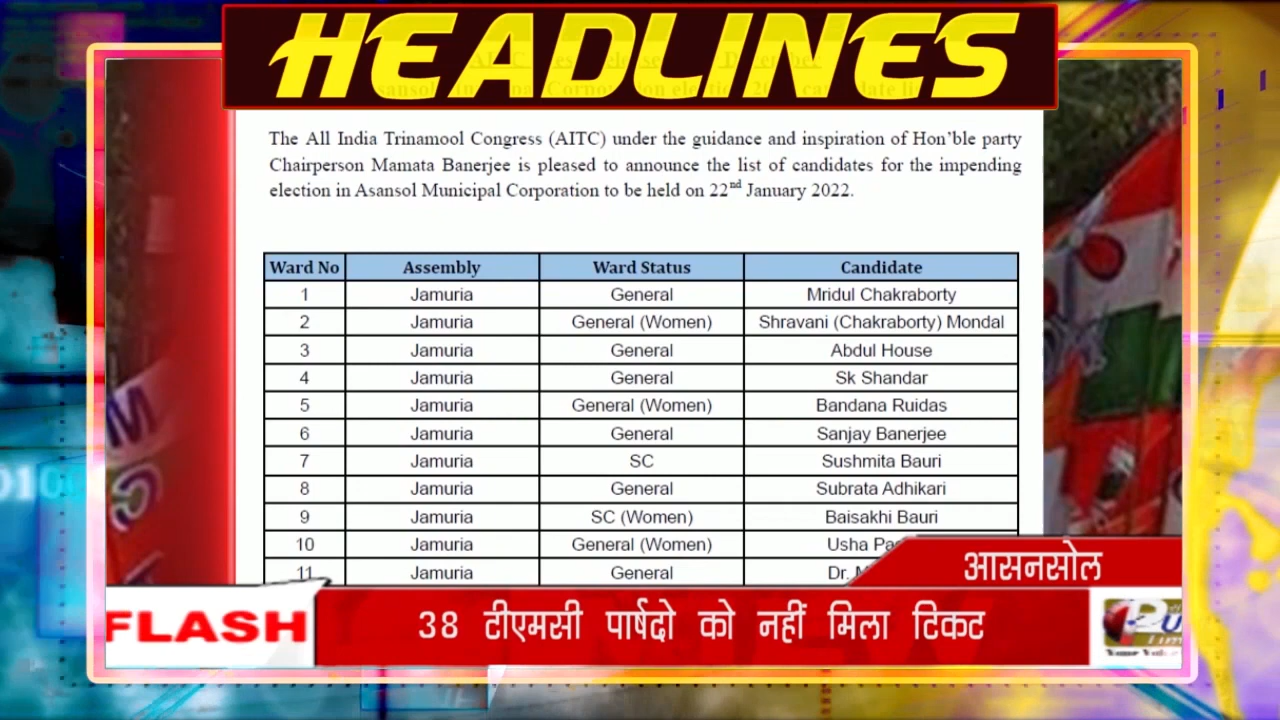 HEADLINES
The All India Trinamool Congress (AITC) under the guidance and inspiration of Hon'ble party
Chairperson Mamata Banerjee is pleased to announce the list of candidates for the impending
election in Asansol Municipal Corporation to be held on 22nd January 2022.
Ward No Assembly Ward Status Candidate
1 Jamuria General Mridul Chakraborty
2 Jamuria General (Women) Shravani (Chakraborty) Mondal
3 Jamuria General Abdul House
4 Jamuria General Sk Shandar
5 Jamuria General (Women) Bandana Ruidas
6 Jamuria General Sanjay Banerjee
7 Jamuria SC Sushmita Bauri
8 Jamuria General Subrata Adhikari
9 Jamuria SC (Women) Baisakhi Bauri
10 Jamuria General (Women) Usha
11 Jamuria General Dr.
आसनसोल
FLASH
38 टीएमसी पार्षदो को नहीं मिला टिकट